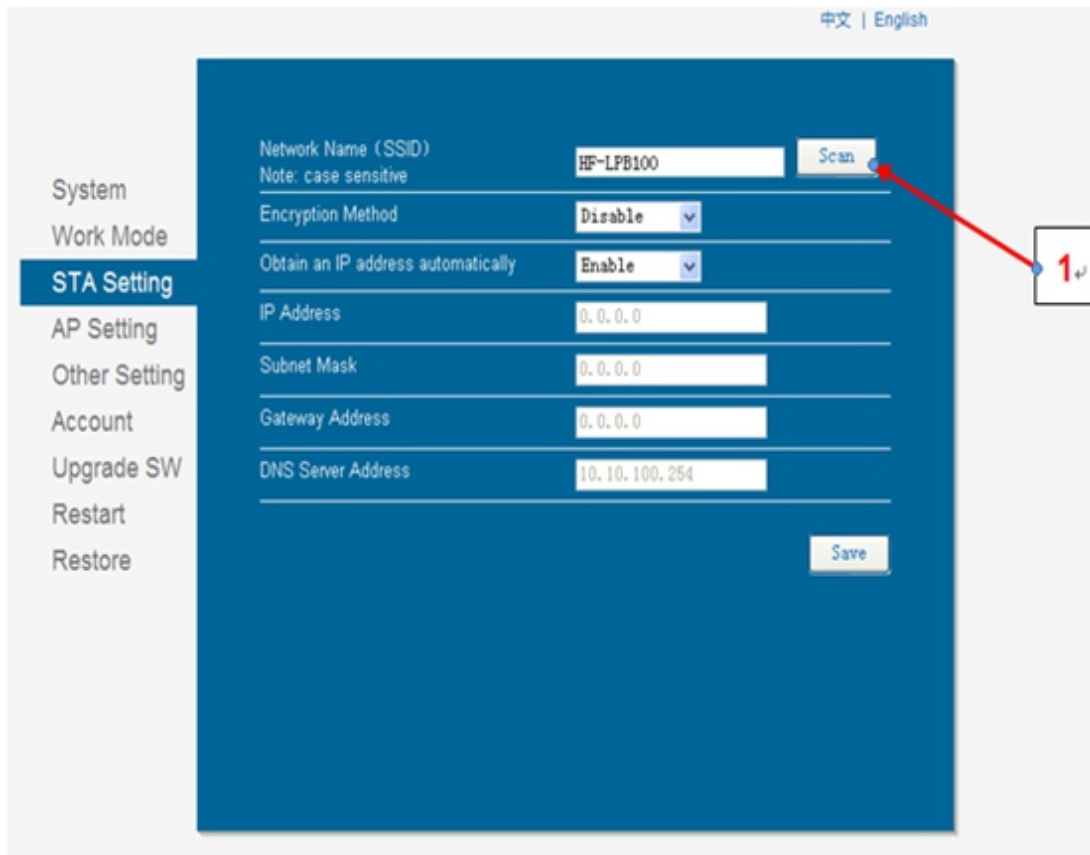 中文 | English
System
Work Mode
STA Setting
AP Setting
Other Setting
Account
Upgrade SW
Restart
Restore
Network Name (SSID)
Note: case sensitive
HF-LPB100
Scan
Encryption Method
Disable
Obtain an IP address automatically
Enable
IP Address
0.0.0.0
Subnet Mask
0.0.0.0
Gateway Address
0.0.0.0
DNS Server Address
10.10.100.254
Save
1